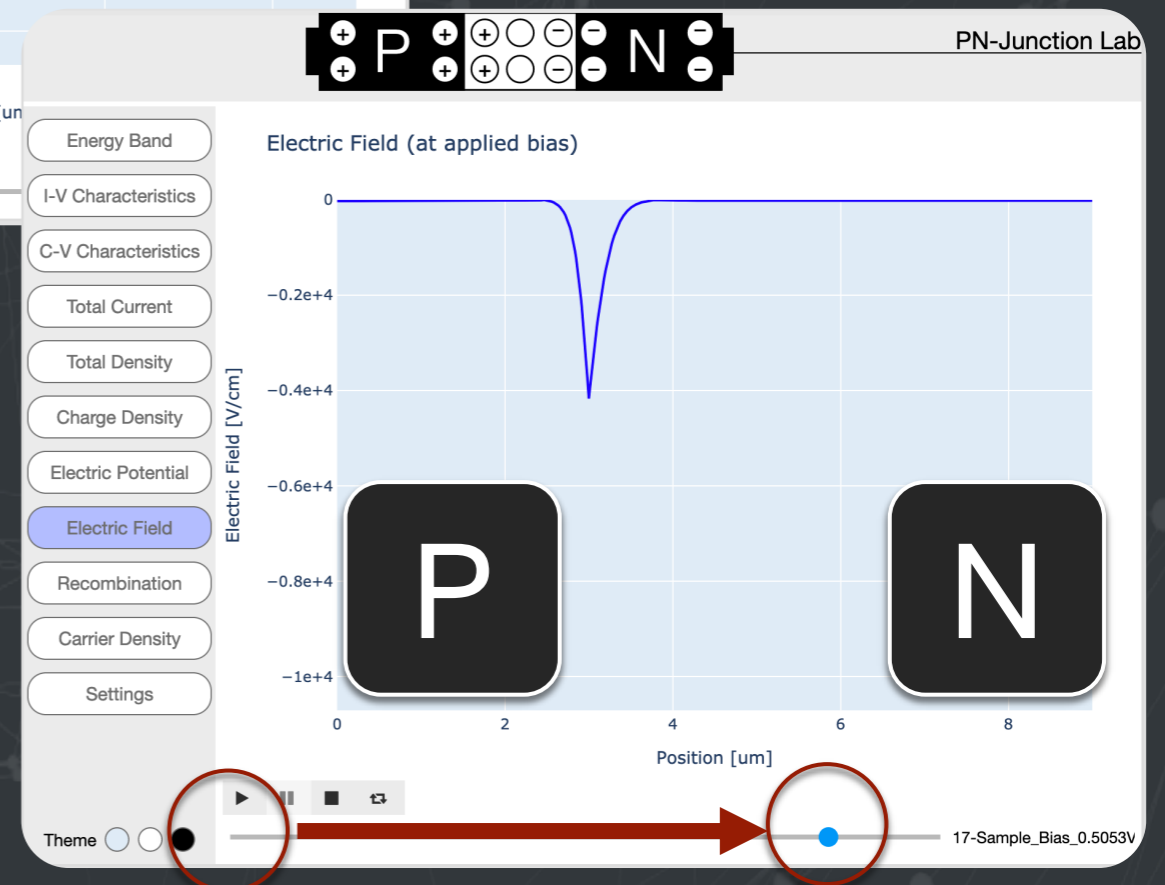 P N
PN-Junction Lab
[un
Energy Band
I-V Characteristics
C-V Characteristics
Total Current
Total Density
Charge Density
Electric Potential
Electric Field
Recombination
Carrier Density
Settings
Electric Field (at applied bias)
0
−0.2e+4
−0.4e+4
−0.6e+4
−0.8e+4
−1e+4
Electric Field [V/cm]
P
N
0 2 4 6 8
Position [um]
Theme
17-Sample_Bias_0.5053V